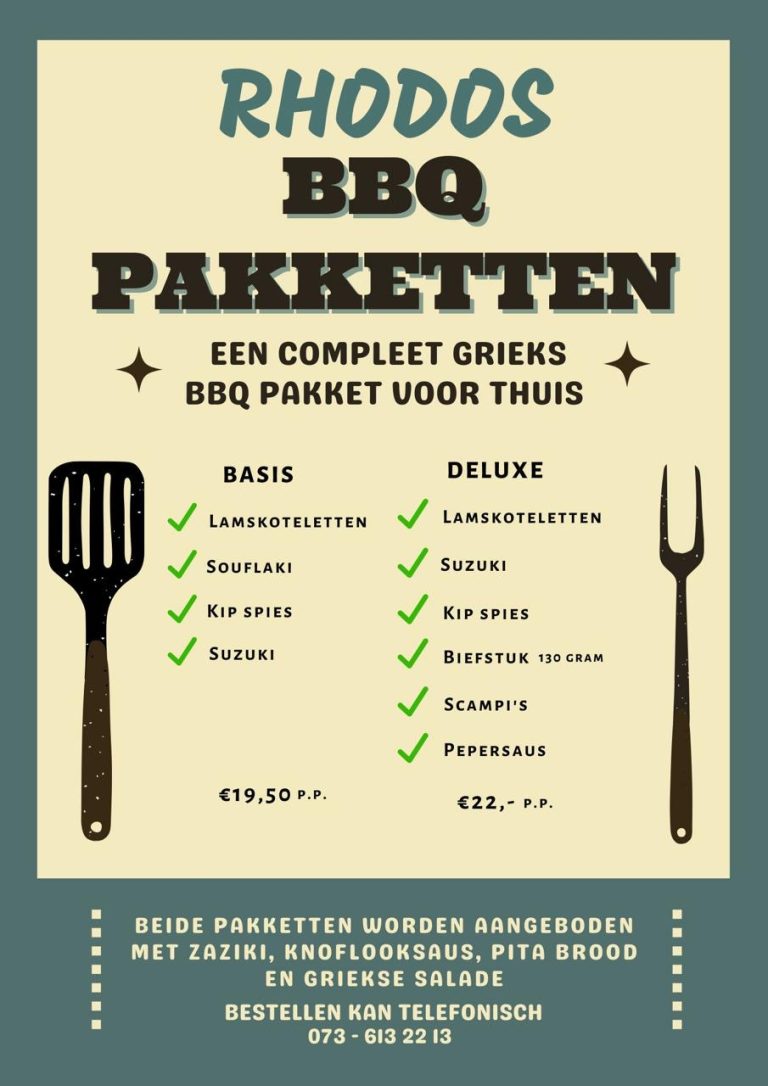 RHODOS
BBQ
PAKKETTEN
EEN COMPLEET GRIEKS
BBQ PAKKET VOOR THUIS
BASIS
LAMSKOTELETTEN
SOUFLAKI
KIP SPIES
SUZUKI
€19,50 P.P.
DELUXE
LAMSKOTELETTEN
SUZUKI
KIP SPIES
BIEFSTUK 130 GRAM
SCAMPI'S
PEPERSAUS
€22,- P.P.
BEIDE PAKKETTEN WORDEN AANGEBODEN
MET ZAZIKI, KNOFLOOKSAUS, PITA BROOD
EN GRIEKSE SALADE
BESTELLEN KAN TELEFONISCH
073 - 613 22 13